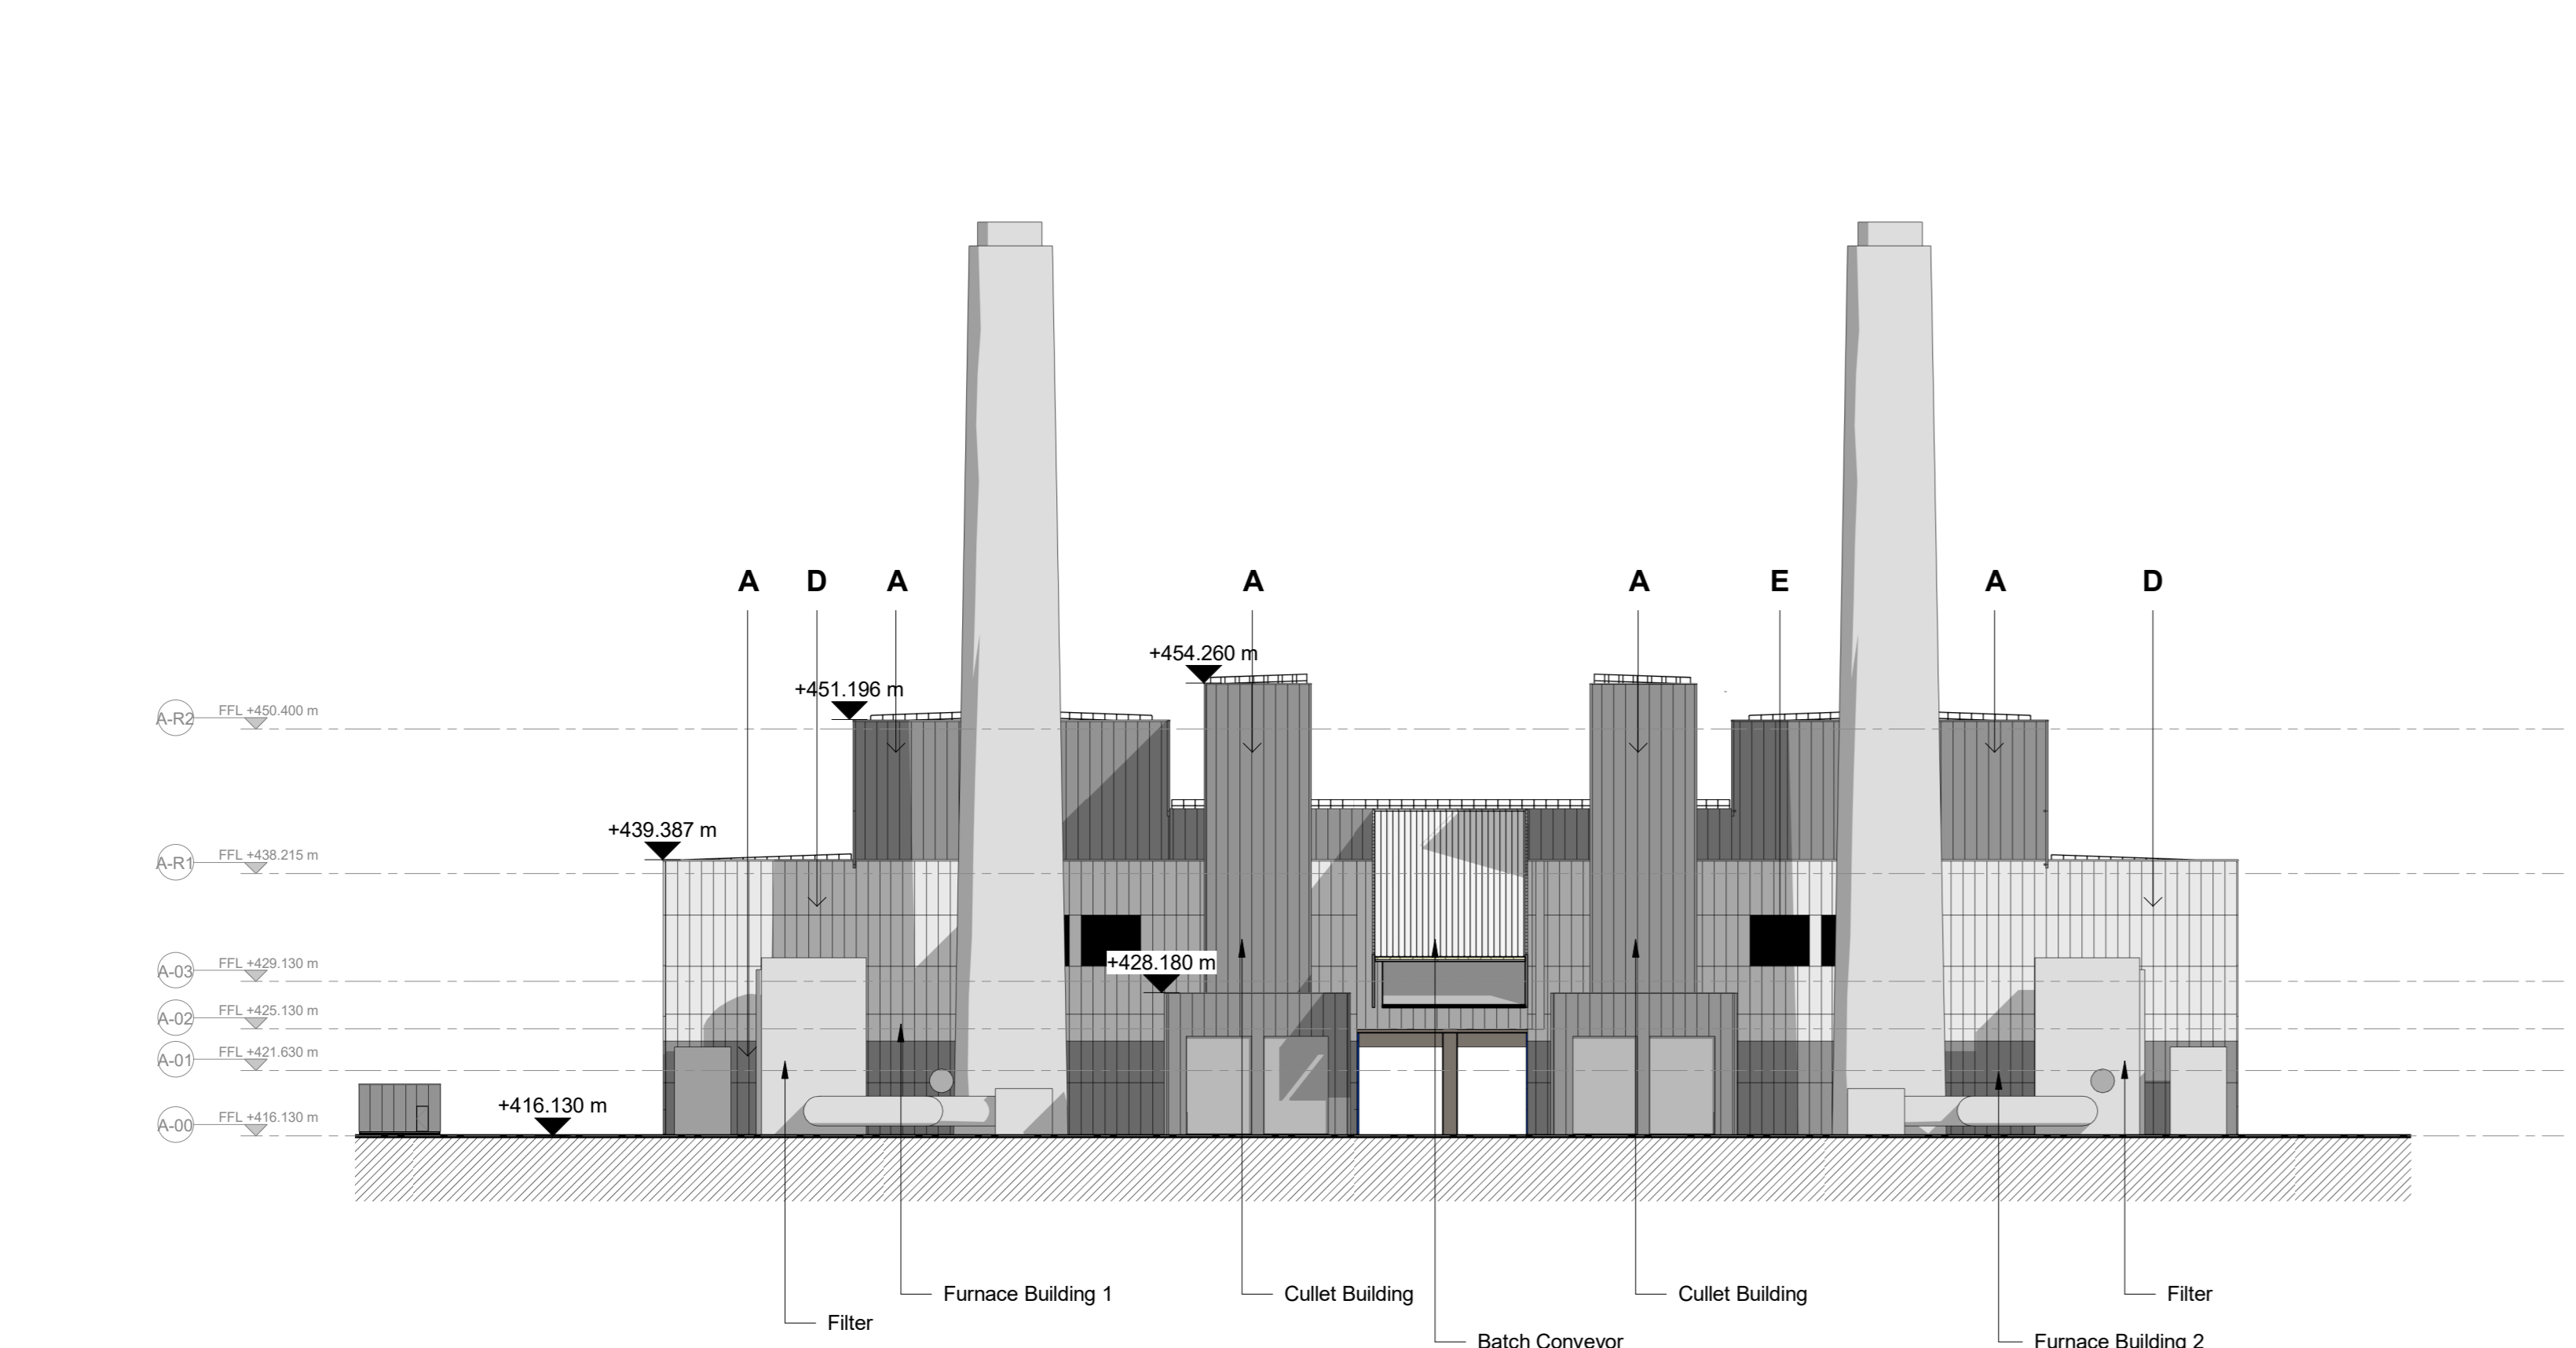 A D A A A E A D
+454.260 m
+451.196 m
A-R2 FFL +450.400 m
+439.387 m
A-R1 FFL +438.215 m
+428.180 m
A-03 FFL +429.130 m
A-02 FFL +425.130 m
A-01 FFL +421.630 m
+416.130 m
A-00 FFL +416.130 m
Furnace Building 1
Cullet Building
Cullet Building
Filter
Filter
Batch Conveyor
Furnace Building 2